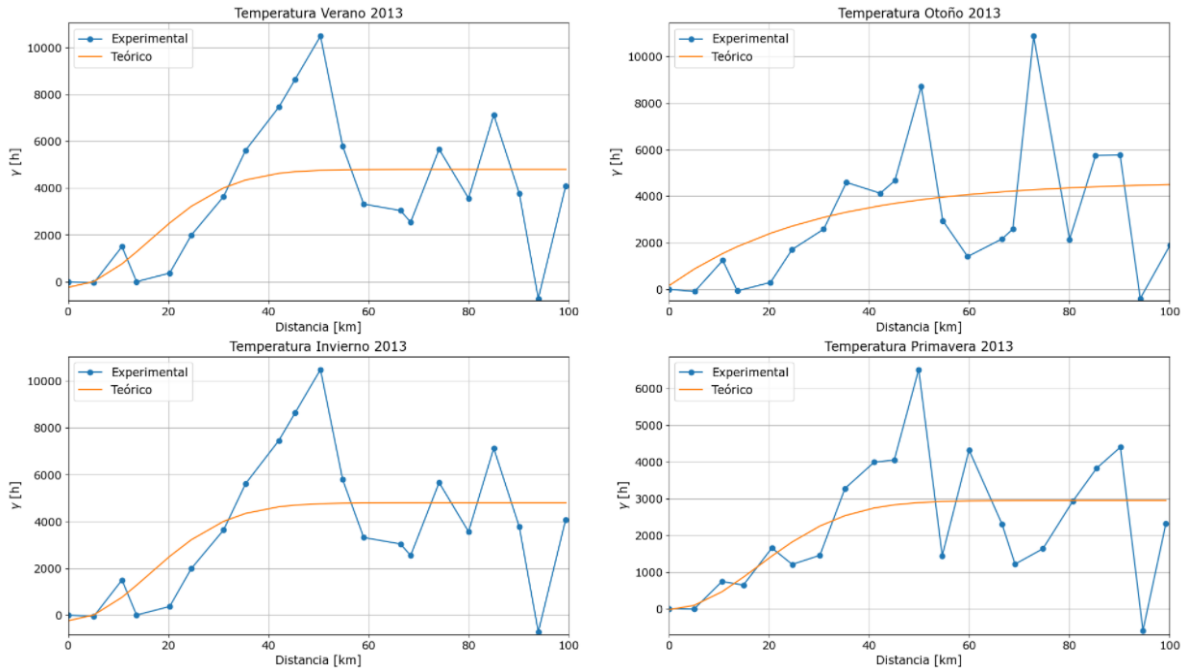 Temperatura Verano 2013
Experimental
Teórico
10000
8000
6000
4000
2000
0
γ [h]
0 20 40 60 80 100
Distancia [km]
Temperatura Otoño 2013
Experimental
Teórico
10000
8000
6000
4000
2000
0
γ [h]
0 20 40 60 80 100
Distancia [km]
Temperatura Invierno 2013
Experimental
Teórico
10000
8000
6000
4000
2000
0
γ [h]
0 20 40 60 80 100
Distancia [km]
Temperatura Primavera 2013
Experimental
Teórico
6000
5000
4000
3000
2000
1000
0
γ [h]
0 20 40 60 80 100
Distancia [km]